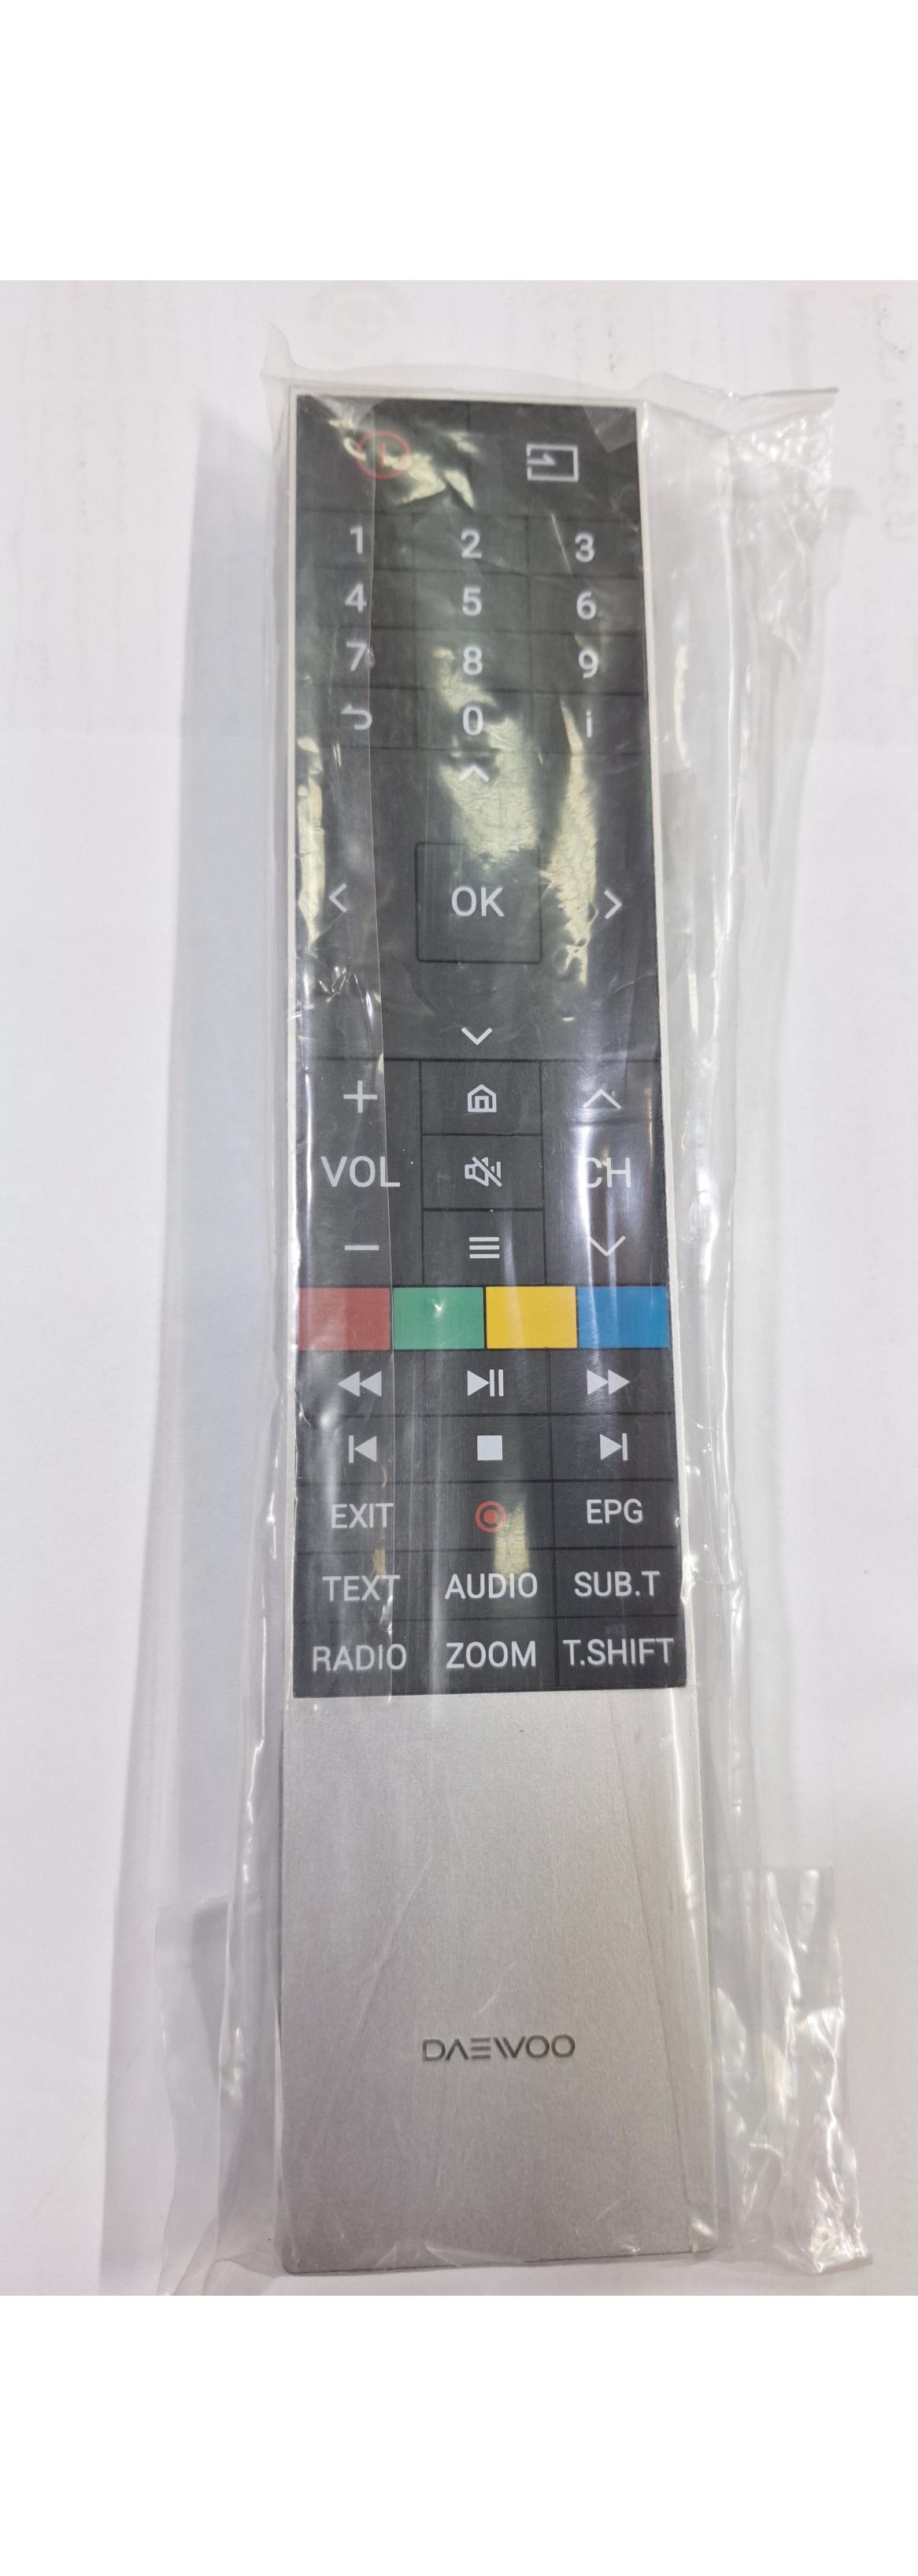 1 2 3
4 5 6
7 8 9
0 i
OK
VOL CH
EXIT EPG
TEXT AUDIO SUB.T
RADIO ZOOM T.SHIFT
DAEWOO